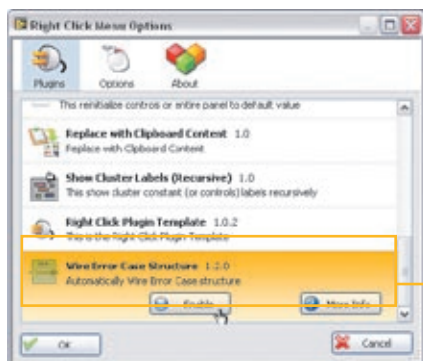 Right Click Menu Options
Plugins
Options
About
This reinitialize controls or entire panel to default value
Replace with Clipboard Content 1.0
Replace with Clipboard Content
Show Cluster Labels (Recursive) 1.0
This show cluster constant (or controls) labels recursively
Right Click Plugin Template 1.0.2
This is the Right Click Plugin Template
Wire Error Case Structure 1.2.0
Automatically Wire Error Case structure
Enable
More Info
OK
Cancel